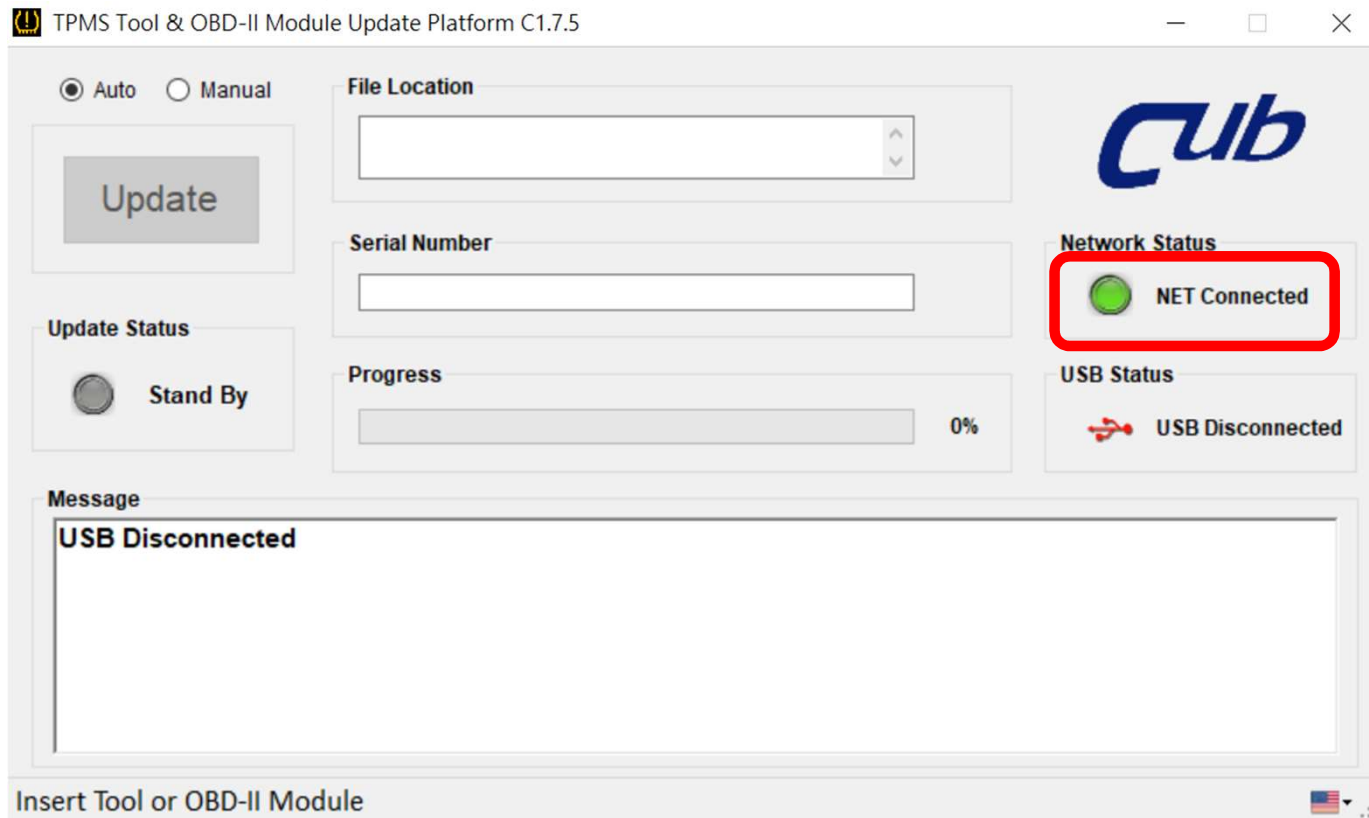 TPMS Tool & OBD-II Module Update Platform C1.7.5
Auto Manual
Update
File Location
Serial Number
Update Status
Stand By
Progress
0%
Cub
Network Status
NET Connected
USB Status
USB Disconnected
Message
USB Disconnected
Insert Tool or OBD-II Module